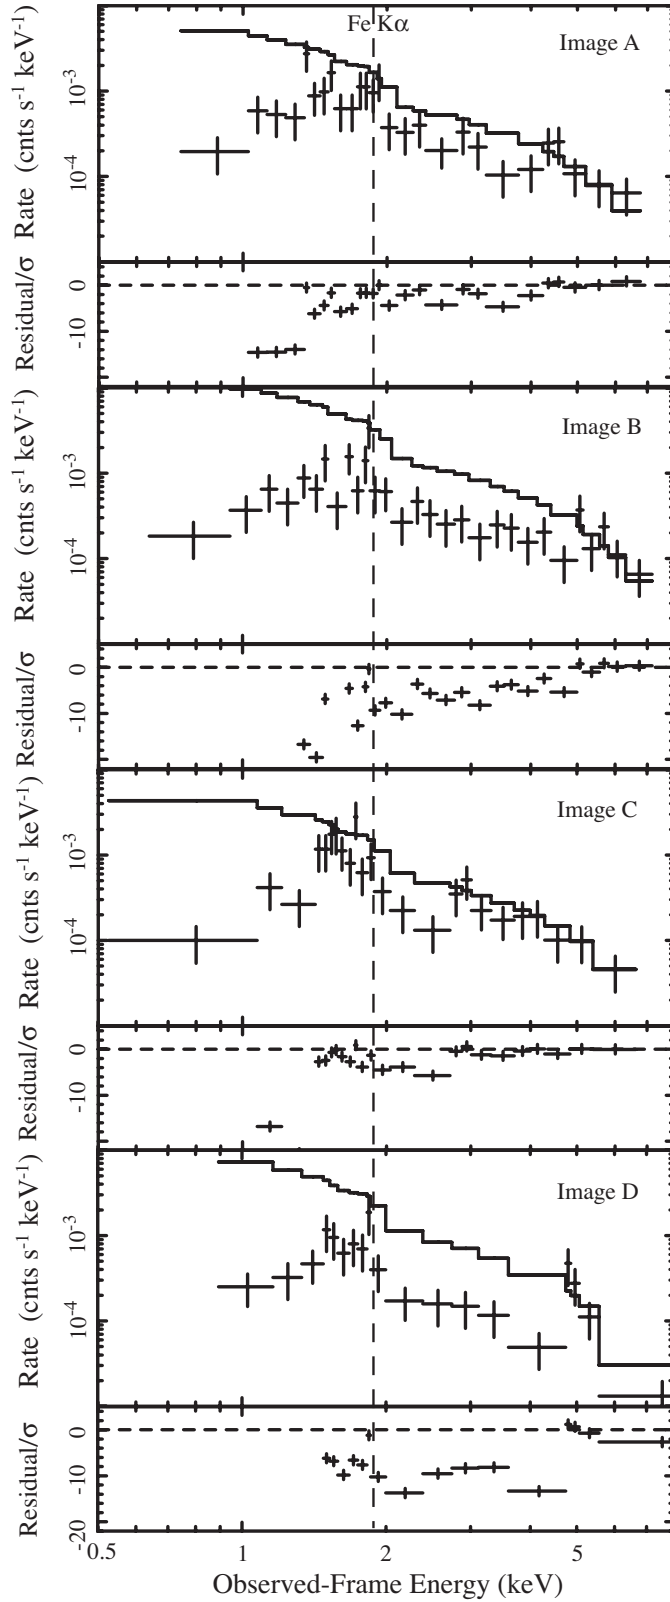 Fe Kα
Image A
Rate (cnts s⁻¹ keV⁻¹)
10⁻³
10⁻⁴
Residual/σ
0
-10
Image B
Rate (cnts s⁻¹ keV⁻¹)
10⁻³
10⁻⁴
Residual/σ
0
-10
Image C
Rate (cnts s⁻¹ keV⁻¹)
10⁻³
10⁻⁴
Residual/σ
0
-10
Image D
Rate (cnts s⁻¹ keV⁻¹)
10⁻³
10⁻⁴
Residual/σ
0
-10
-20
0.5 1 2 5
Observed-Frame Energy (keV)